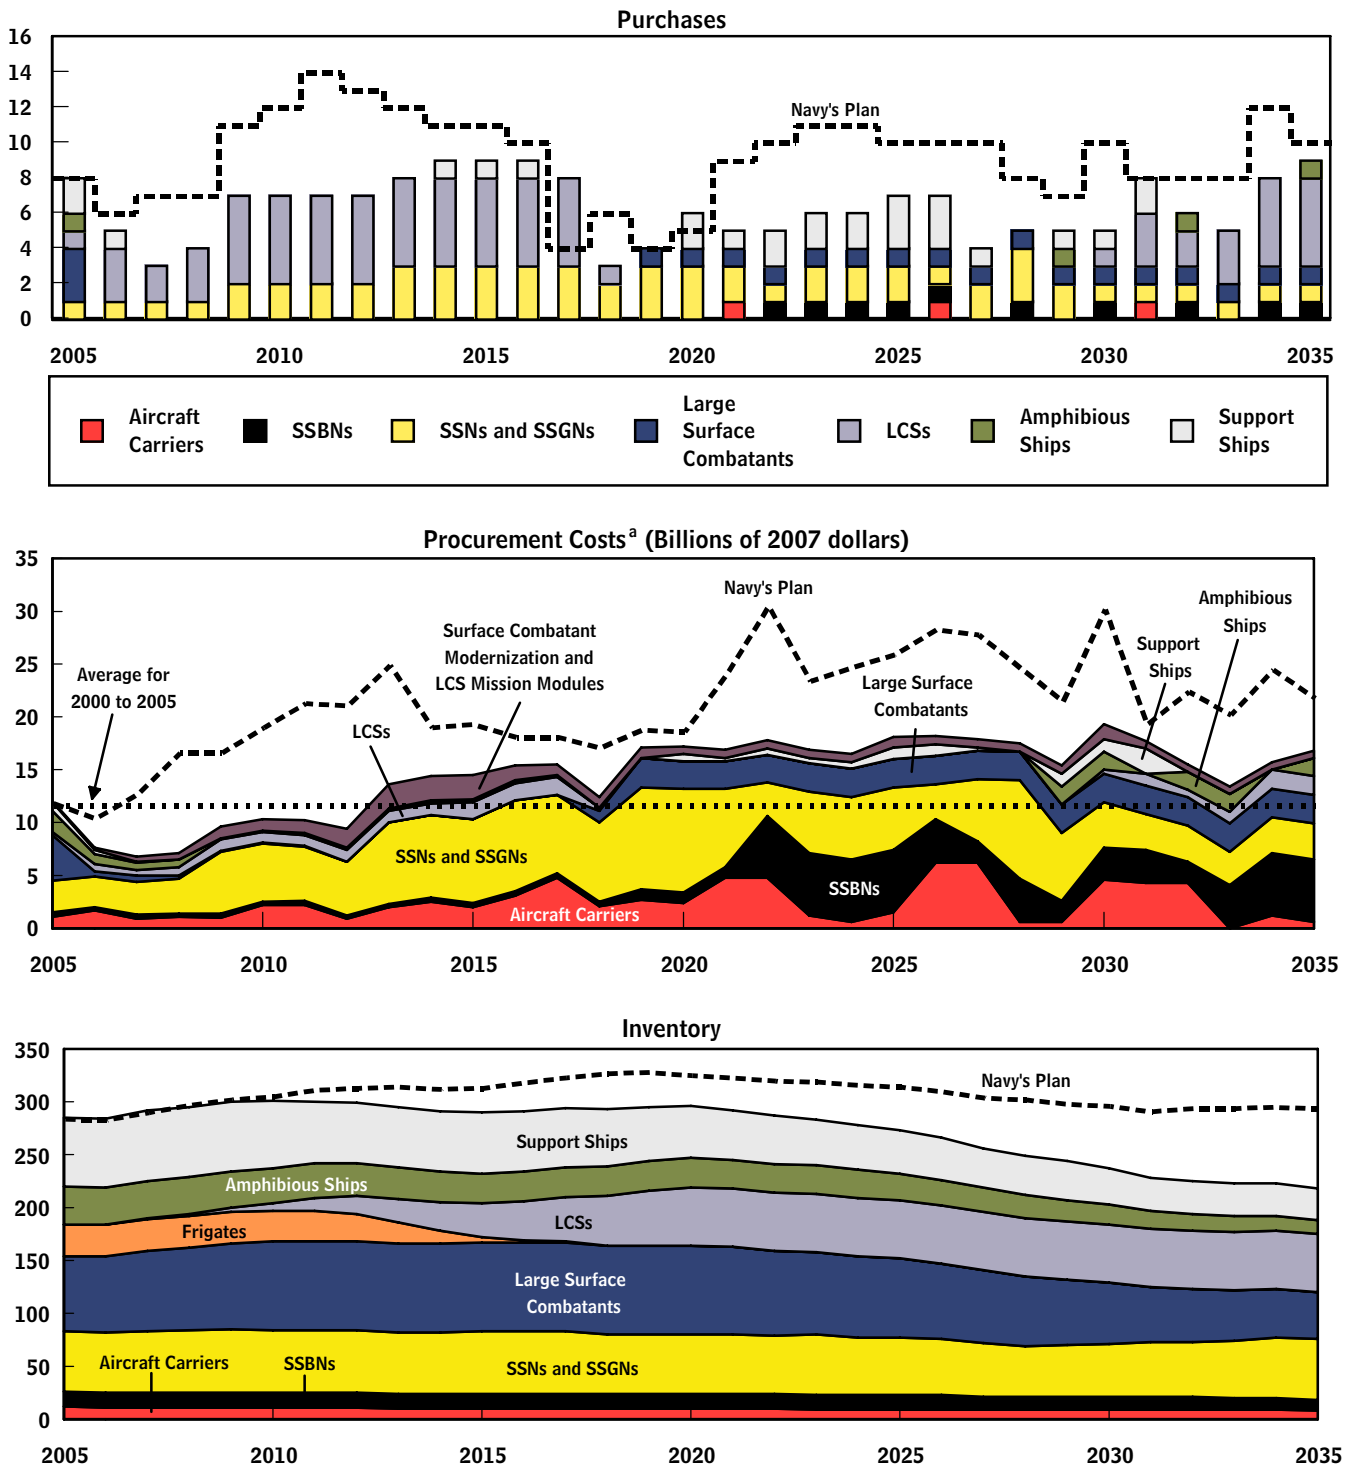 Purchases
16
14
12
10
8
6
4
2
0
Navy's Plan
2005 2010 2015 2020 2025 2030 2035
Aircraft
Carriers
SSBNs
SSNs and SSGNs
Large
Surface
Combatants
LCSs
Amphibious
Ships
Support
Ships
Procurement Costsª (Billions of 2007 dollars)
35
30
25
20
15
10
5
0
Average for
2000 to 2005
LCSs
Surface Combatant
Modernization and
LCS Mission Modules
Navy's Plan
Large Surface
Combatants
Support
Ships
Amphibious
Ships
SSNs and SSGNs
SSBNs
Aircraft Carriers
2005 2010 2015 2020 2025 2030 2035
Inventory
350
300
250
200
150
100
50
0
Navy's Plan
Support Ships
Amphibious Ships
LCSs
Frigates
Large Surface
Combatants
Aircraft Carriers
SSBNs
SSNs and SSGNs
2005 2010 2015 2020 2025 2030 2035